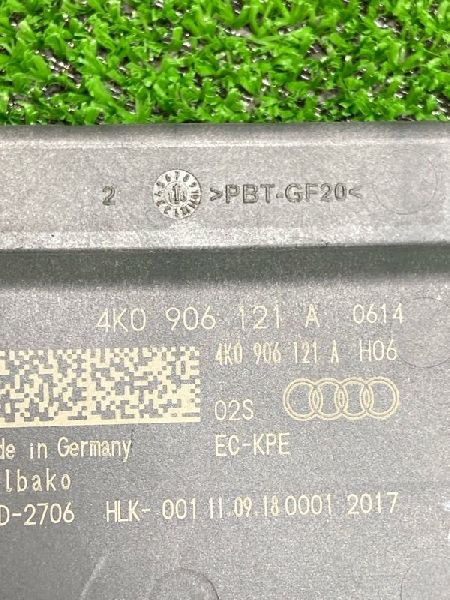 2 >PBT-GF20<
4K0 906 121 A 0614
4K0 906 121 A H06
02S
de in Germany EC-KPE
lbako
D-2706 HLK- 001 11.09.18 0001 2017